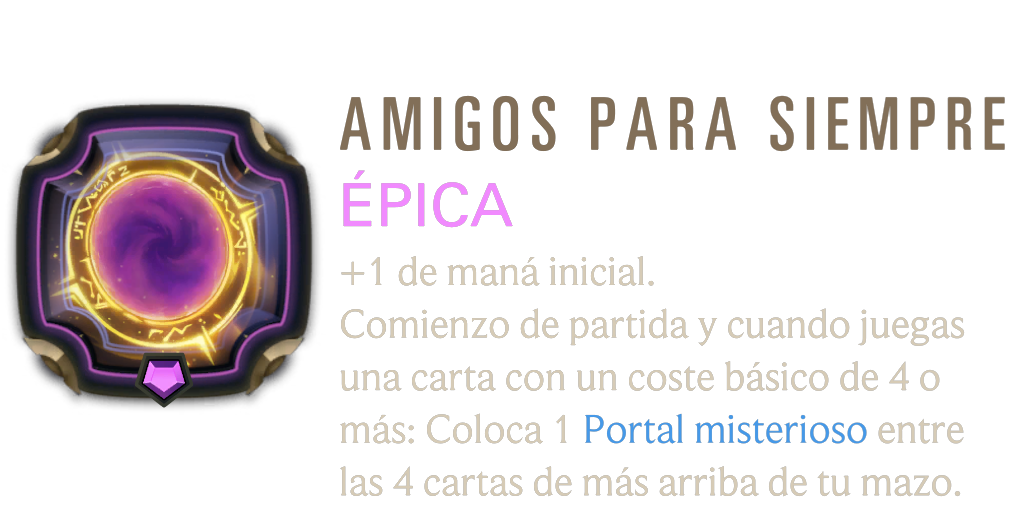 AMIGOS PARA SIEMPRE
ÉPICA
+1 de maná inicial.
Comienzo de partida y cuando juegas
una carta con un coste básico de 4 o
más: Coloca 1 Portal misterioso entre
las 4 cartas de más arriba de tu mazo.